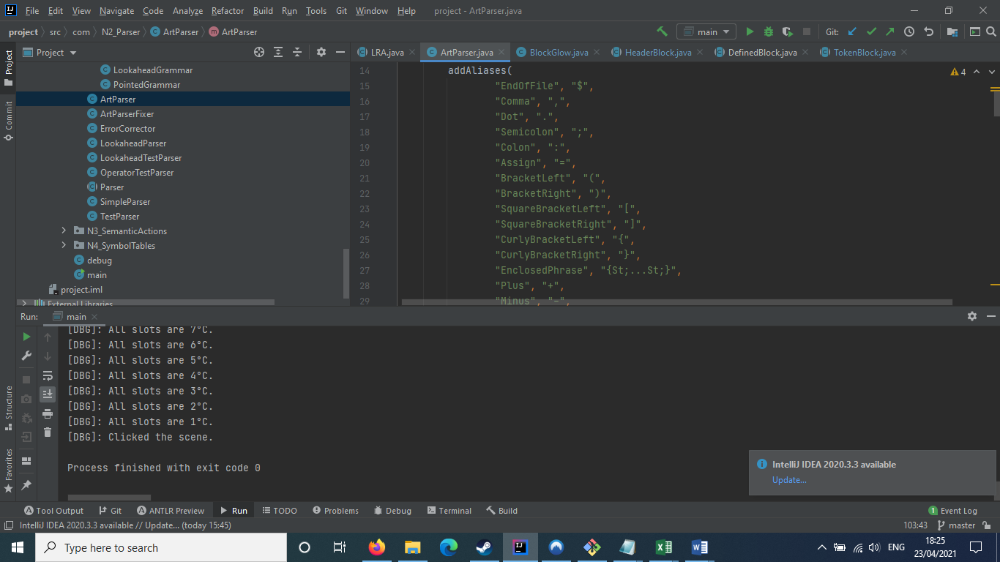 File Edit View Navigate Code Analyze Refactor Build Run Tools Git Window Help project - ArtParser.java
project src com N2_Parser ArtParser ArtParser main Git:
Project
LRA.java ArtParser.java BlockGlow.java HeaderBlock.java DefinedBlock.java TokenBlock.java
Project
Commit
Structure
Favorites
LookaheadGrammar
PointedGrammar
ArtParser
ArtParserFixer
ErrorCorrector
LookaheadParser
LookaheadTestParser
OperatorTestParser
Parser
SimpleParser
TestParser
N3_SemanticActions
N4_SymbolTables
debug
main
project.iml
External Libraries
4
14 addAliases(
15 "EndOfFile", "$",
16 "Comma", ",",
17 "Dot", ".",
18 "Semicolon", ";",
19 "Colon", ":",
20 "Assign", "=",
21 "BracketLeft", "(",
22 "BracketRight", ")",
23 "SquareBracketLeft", "[",
24 "SquareBracketRight", "]",
25 "CurlyBracketLeft", "{",
26 "CurlyBracketRight", "}",
27 "EnclosedPhrase", "{St;...St;}",
28 "Plus", "+",
29 "Minus", "-",
Run: main
[DBG]: All slots are 7°C.
[DBG]: All slots are 6°C.
[DBG]: All slots are 5°C.
[DBG]: All slots are 4°C.
[DBG]: All slots are 3°C.
[DBG]: All slots are 2°C.
[DBG]: All slots are 1°C.
[DBG]: Clicked the scene.
Process finished with exit code 0
IntelliJ IDEA 2020.3.3 available
Update...
Tool Output Git ANTLR Preview Run TODO Problems Debug Terminal Build 1 Event Log
IntelliJ IDEA 2020.3.3 available // Update... (today 15:45) 103:43 master
Type here to search
ENG
18:25
23/04/2021